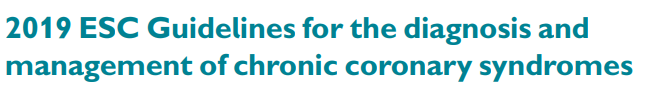 2019 ESC Guidelines for the diagnosis and
management of chronic coronary syndromes